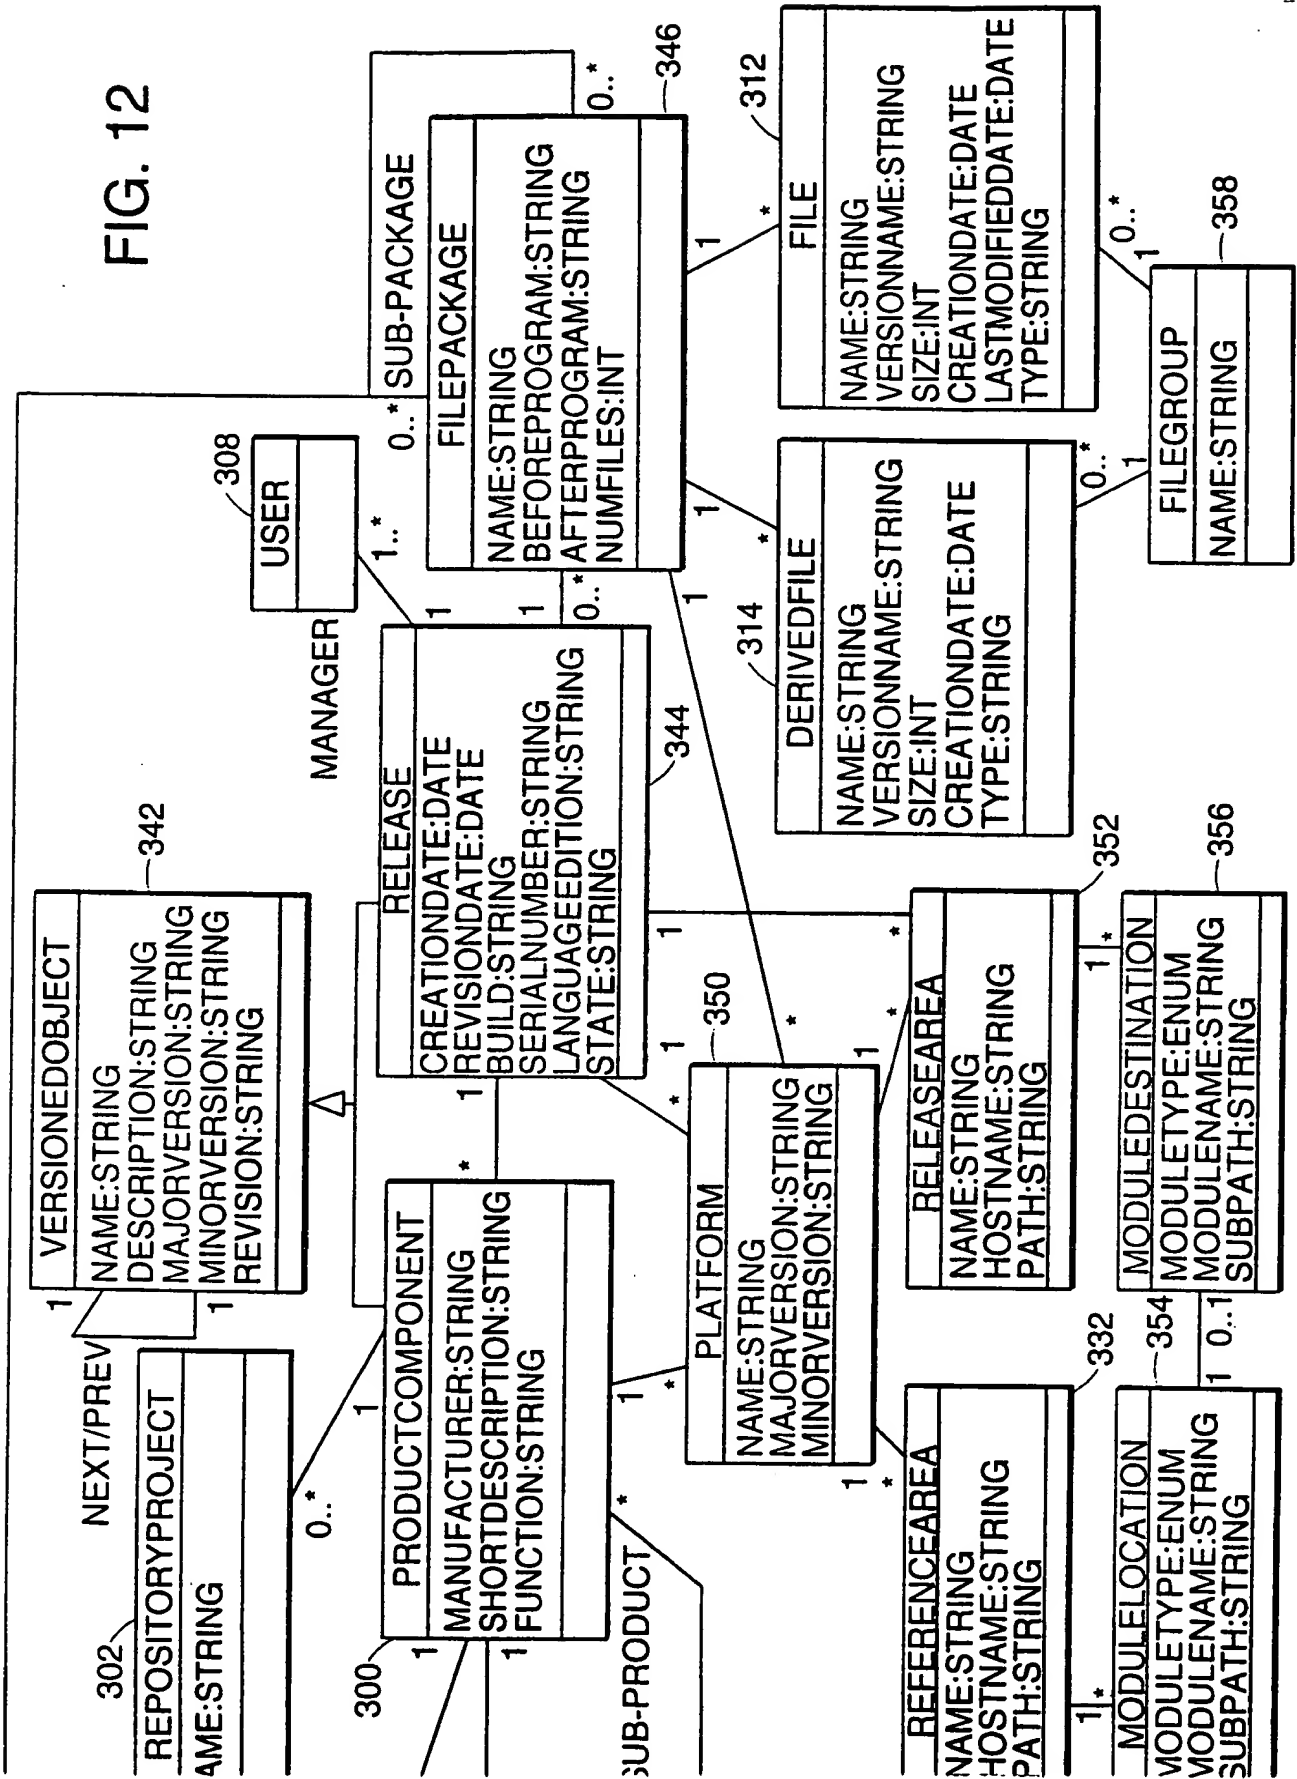 FIG. 12
302
REPOSITORYPROJECT
AME:STRING
0..*
NEXT/PREV
1
1
342
VERSIONEDOBJECT
NAME:STRING
DESCRIPTION:STRING
MAJORVERSION:STRING
MINORVERSION:STRING
REVISION:STRING
308
USER
1..*
MANAGER
SUB-PACKAGE
0..*
0..*
346
FILEPACKAGE
NAME:STRING
BEFOREPROGRAM:STRING
AFTERPROGRAM:STRING
NUMFILES:INT
300
1
1
1
PRODUCTCOMPONENT
MANUFACTURER:STRING
SHORTDESCRIPTION:STRING
FUNCTION:STRING
*
1
RELEASE
CREATIONDATE:DATE
REVISIONDATE:DATE
BUILD:STRING
SERIALNUMBER:STRING
LANGUAGEEDITION:STRING
STATE:STRING
344
1
1
0..*
SUB-PRODUCT
*
1
*
1
*
350
PLATFORM
NAME:STRING
MAJORVERSION:STRING
MINORVERSION:STRING
1
*
1
*
1
*
1
*
1
*
1
*
314
DERIVEDFILE
NAME:STRING
VERSIONNAME:STRING
SIZE:INT
CREATIONDATE:DATE
TYPE:STRING
312
FILE
NAME:STRING
VERSIONNAME:STRING
SIZE:INT
CREATIONDATE:DATE
LASTMODIFIEDDATE:DATE
TYPE:STRING
REFERENCEAREA
NAME:STRING
HOSTNAME:STRING
PATH:STRING
332
RELEASEAREA
NAME:STRING
HOSTNAME:STRING
PATH:STRING
352
0..*
1
0..*
1
1
*
1
*
MODULELOCATION
MODULETYPE:ENUM
MODULENAME:STRING
SUBPATH:STRING
354
1
0..1
MODULEDESTINATION
MODULETYPE:ENUM
MODULENAME:STRING
SUBPATH:STRING
356
FILEGROUP
NAME:STRING
358